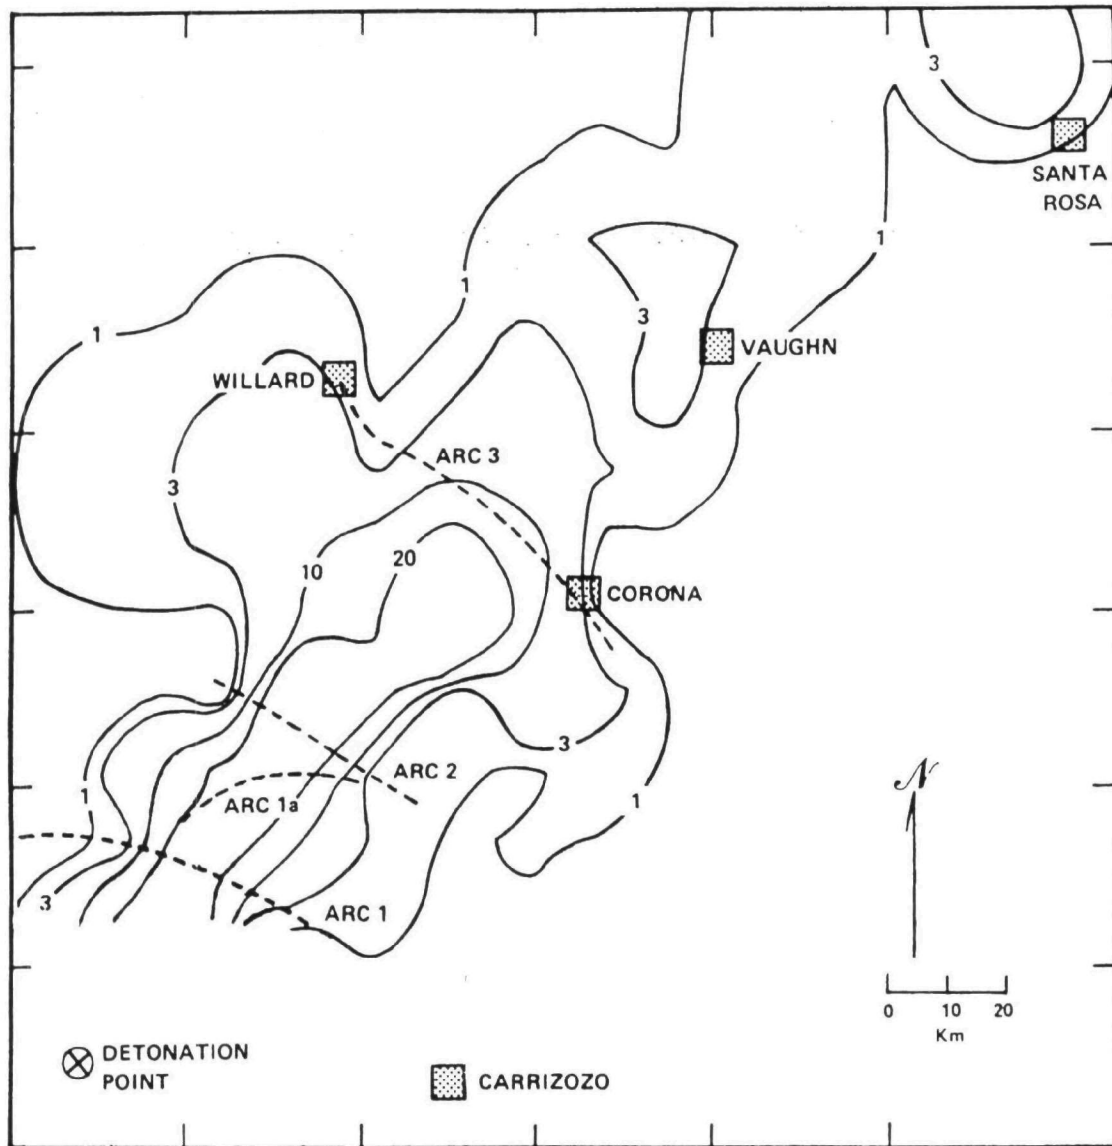 3
SANTA
ROSA
1
1
3
VAUGHN
1
WILLARD
ARC 3
3
10
20
CORONA
3
ARC 2
N
1
ARC 1a
1
3
ARC 1
0 10 20
Km
DETONATION
POINT
CARRIZOZO